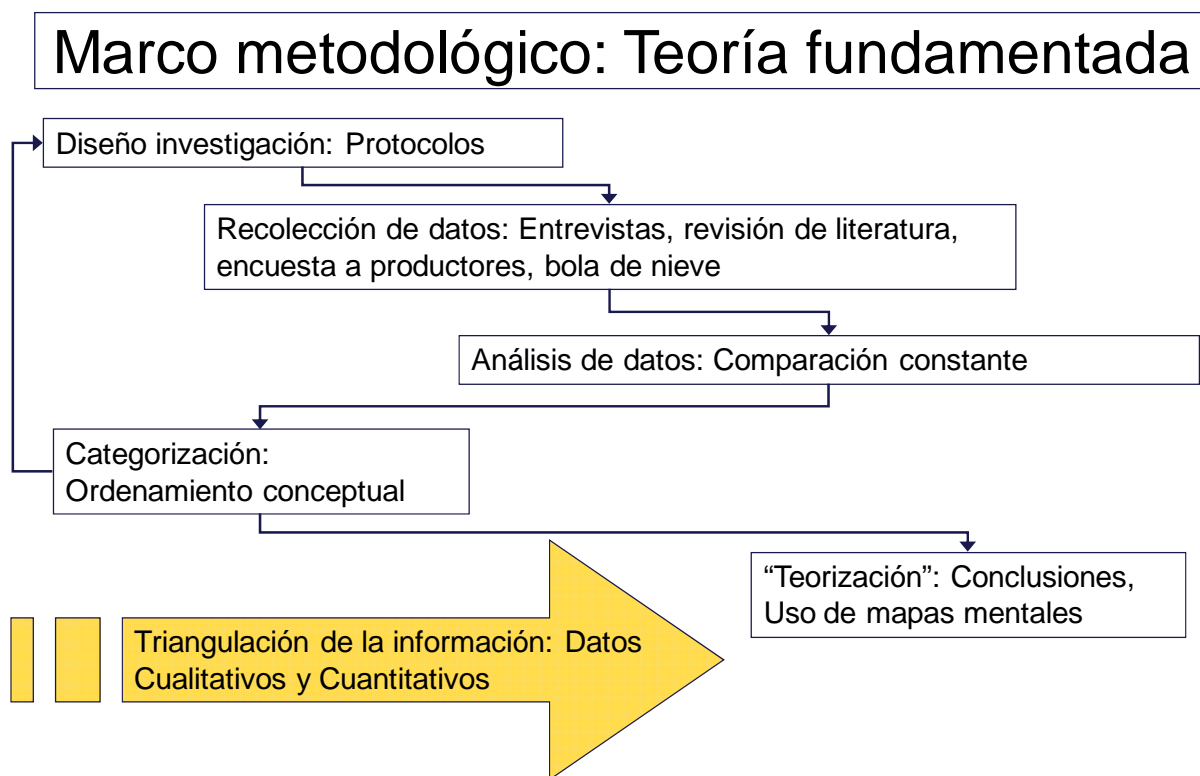 Marco metodológico: Teoría fundamentada
Diseño investigación: Protocolos
Recolección de datos: Entrevistas, revisión de literatura,
encuesta a productores, bola de nieve
Análisis de datos: Comparación constante
Categorización:
Ordenamiento conceptual
“Teorización”: Conclusiones,
Uso de mapas mentales
Triangulación de la información: Datos
Cualitativos y Cuantitativos